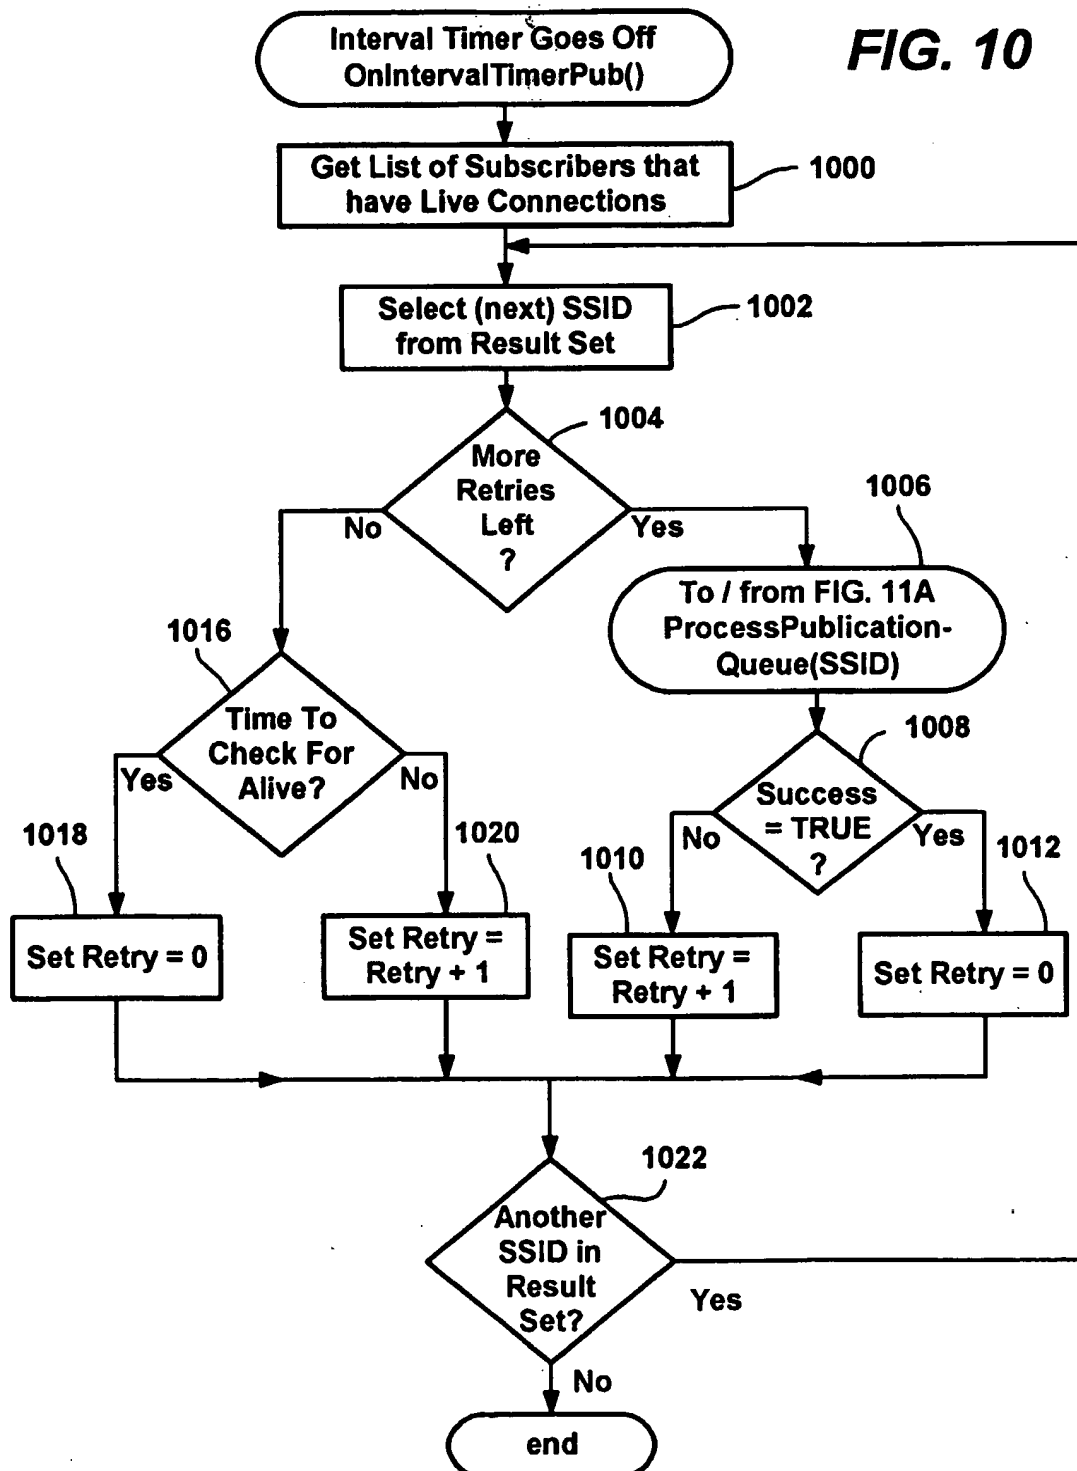 Interval Timer Goes Off
OnIntervalTimerPub()
FIG. 10
Get List of Subscribers that
have Live Connections
1000
Select (next) SSID
from Result Set
1002
1004
More
Retries
Left
?
No
Yes
1006
To / from FIG. 11A
ProcessPublication-
Queue(SSID)
1016
Time To
Check For
Alive?
Yes
No
1008
Success
= TRUE
?
No
Yes
1018
Set Retry = 0
1020
Set Retry =
Retry + 1
1010
Set Retry =
Retry + 1
1012
Set Retry = 0
1022
Another
SSID in
Result
Set?
Yes
No
end